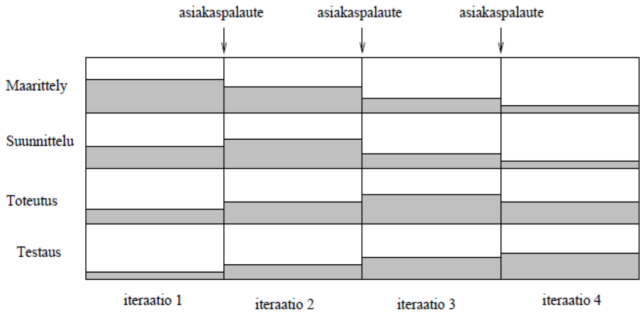 asiakaspalaute asiakaspalaute asiakaspalaute
Maarittely
Suunnittelu
Toteutus
Testaus
iteraatio 1 iteraatio 2 iteraatio 3 iteraatio 4